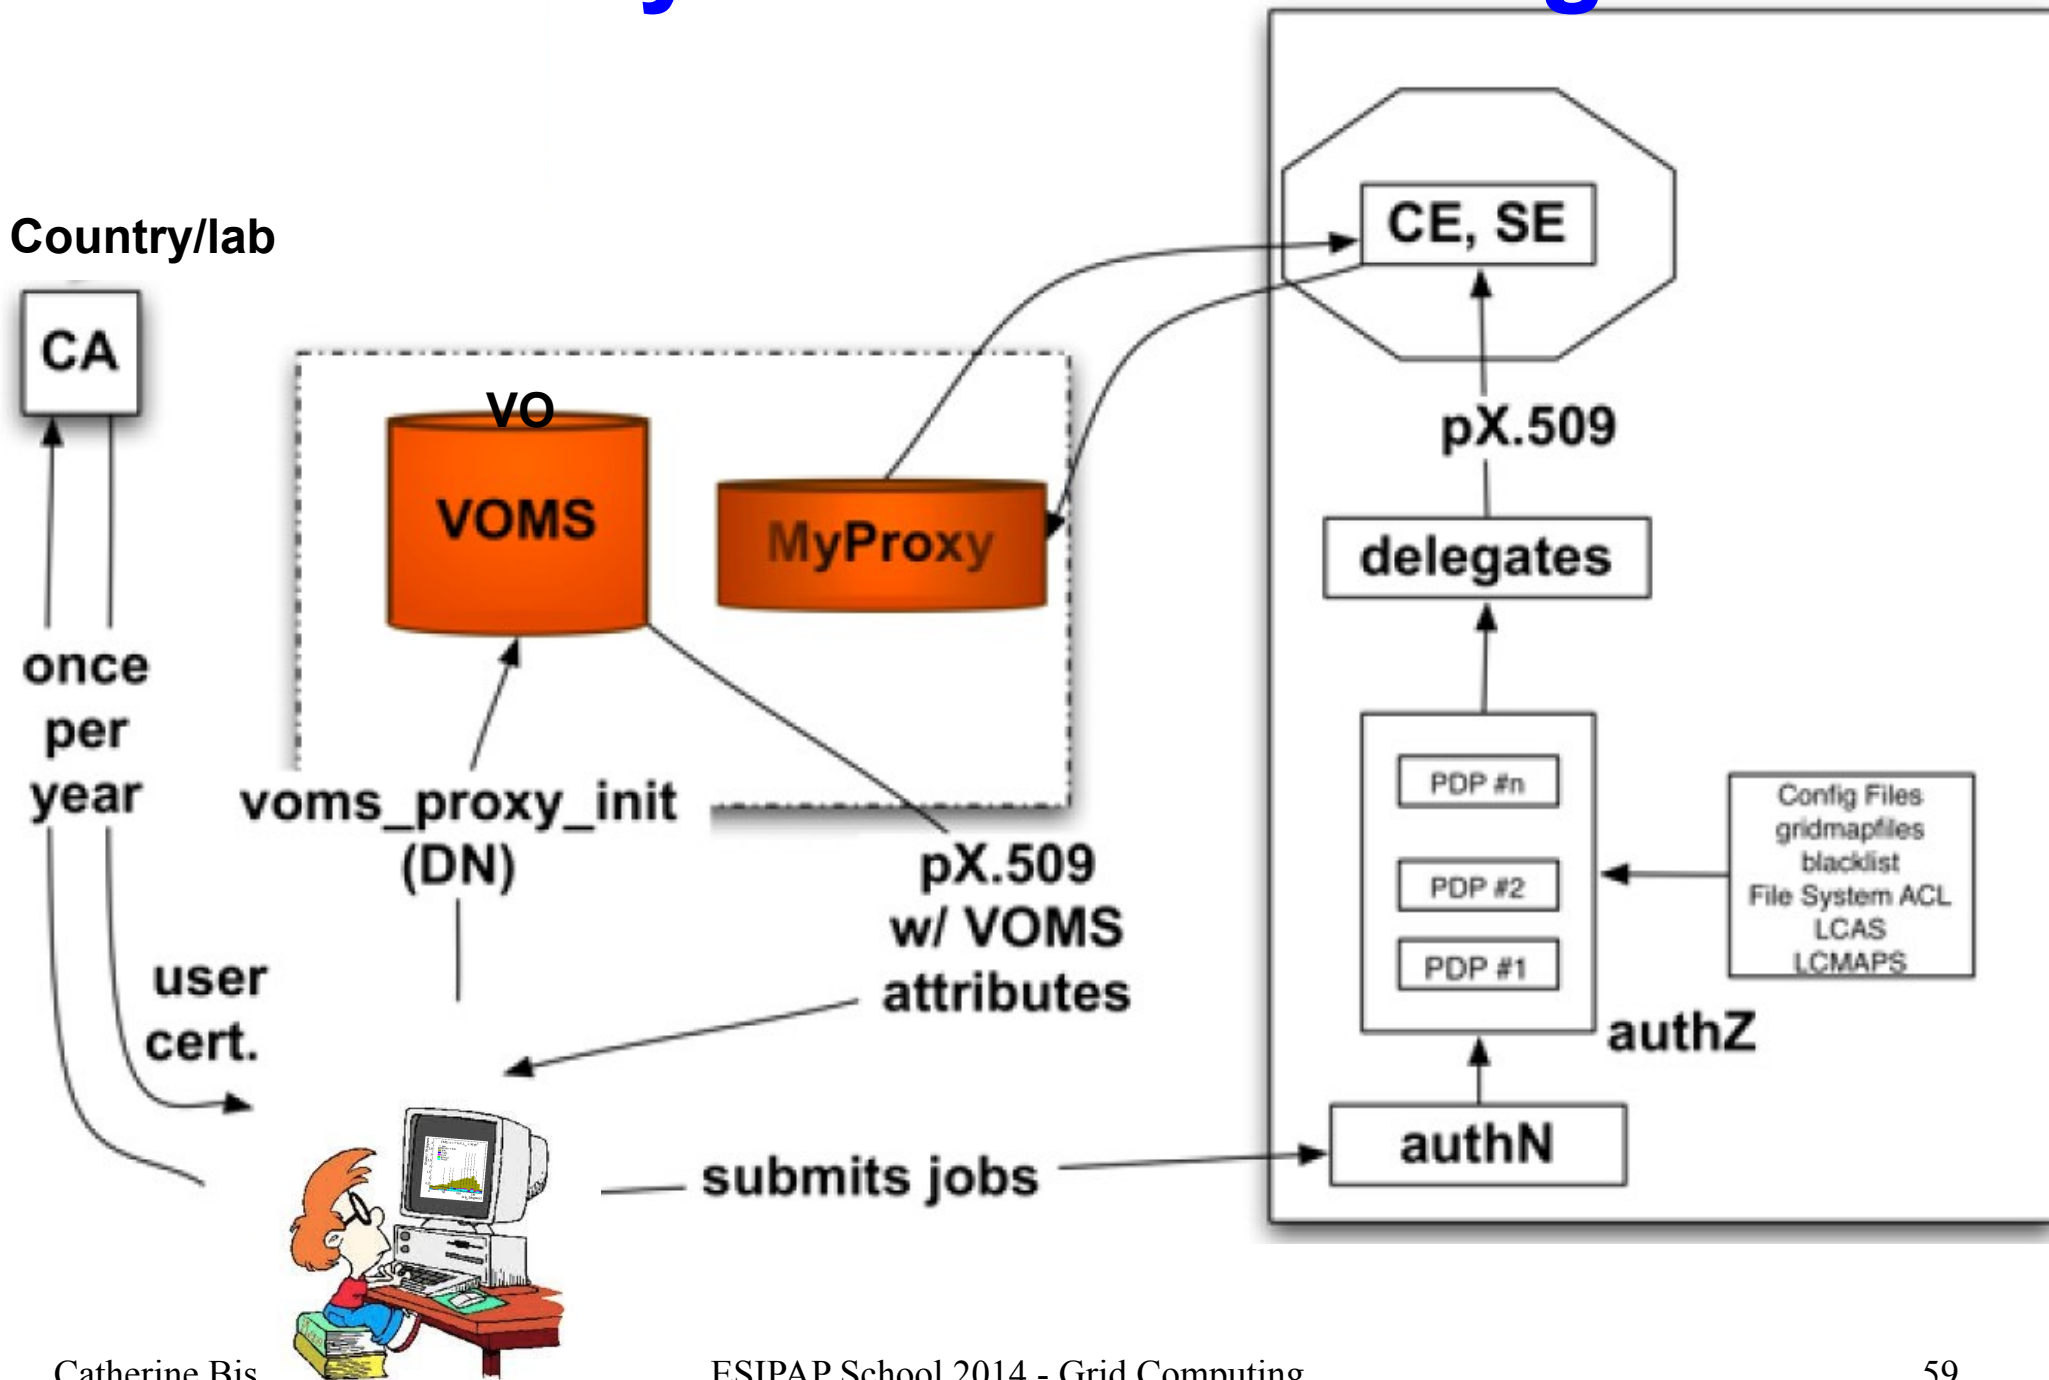 Country/lab
CA
once
per
year
user
cert.
VO
VOMS
MyProxy
voms_proxy_init
(DN)
pX.509
w/ VOMS
attributes
submits jobs
CE, SE
pX.509
delegates
PDP #n
PDP #2
PDP #1
authZ
authN
Config Files
gridmapfiles
blacklist
File System ACL
LCAS
LCMAPS
Catherine Bis
ESIPAP School 2014 - Grid Computing
59